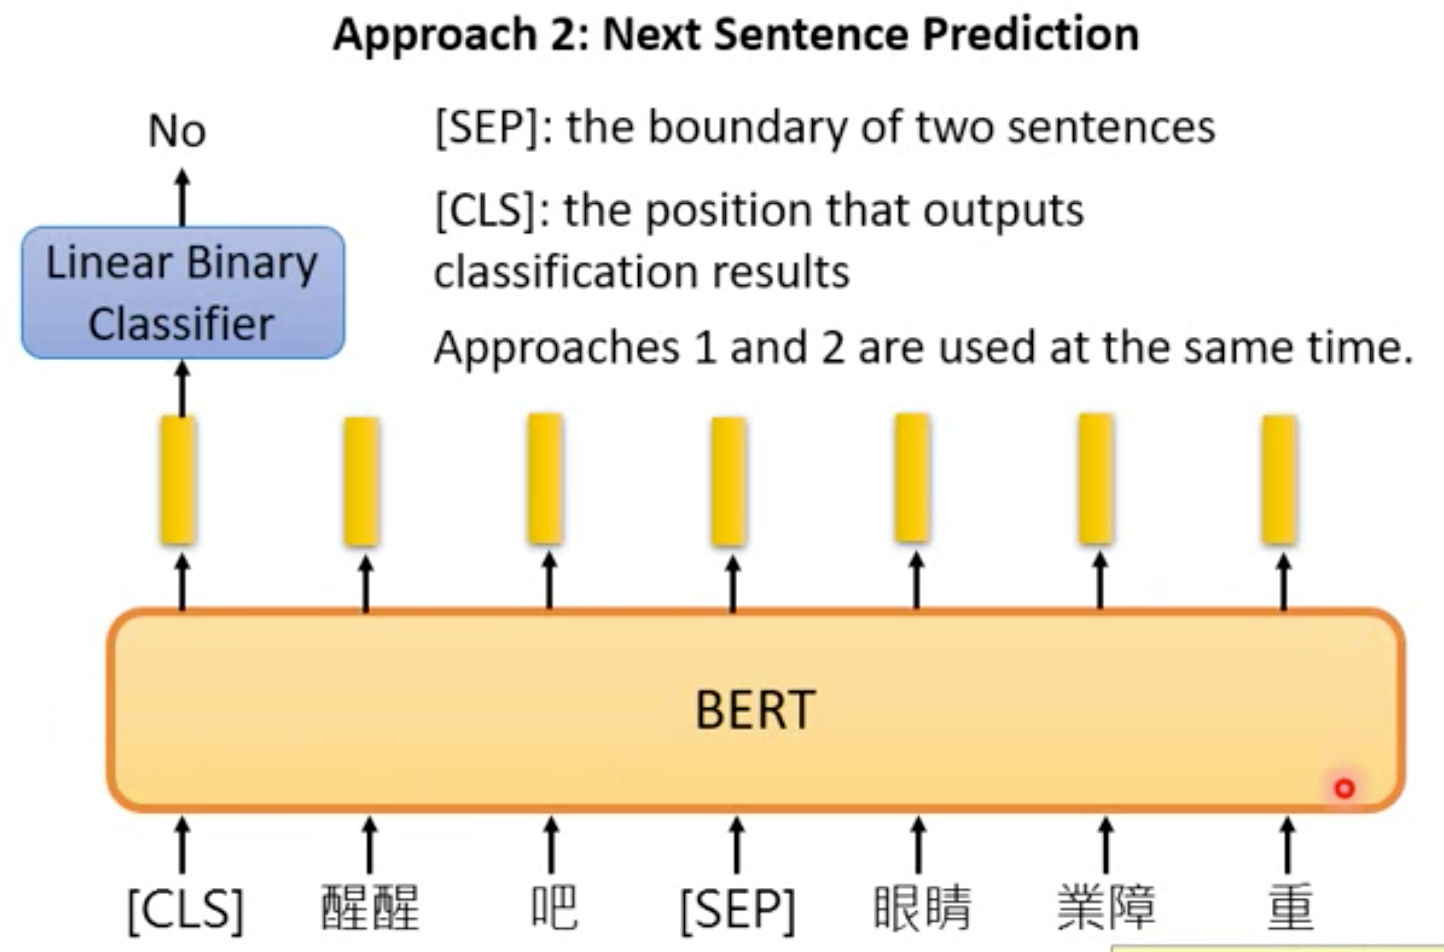 Approach 2: Next Sentence Prediction
No
[SEP]: the boundary of two sentences
[CLS]: the position that outputs
classification results
Linear Binary
Classifier
Approaches 1 and 2 are used at the same time.
BERT
[CLS] 醒醒 吧 [SEP] 眼睛 業障 重